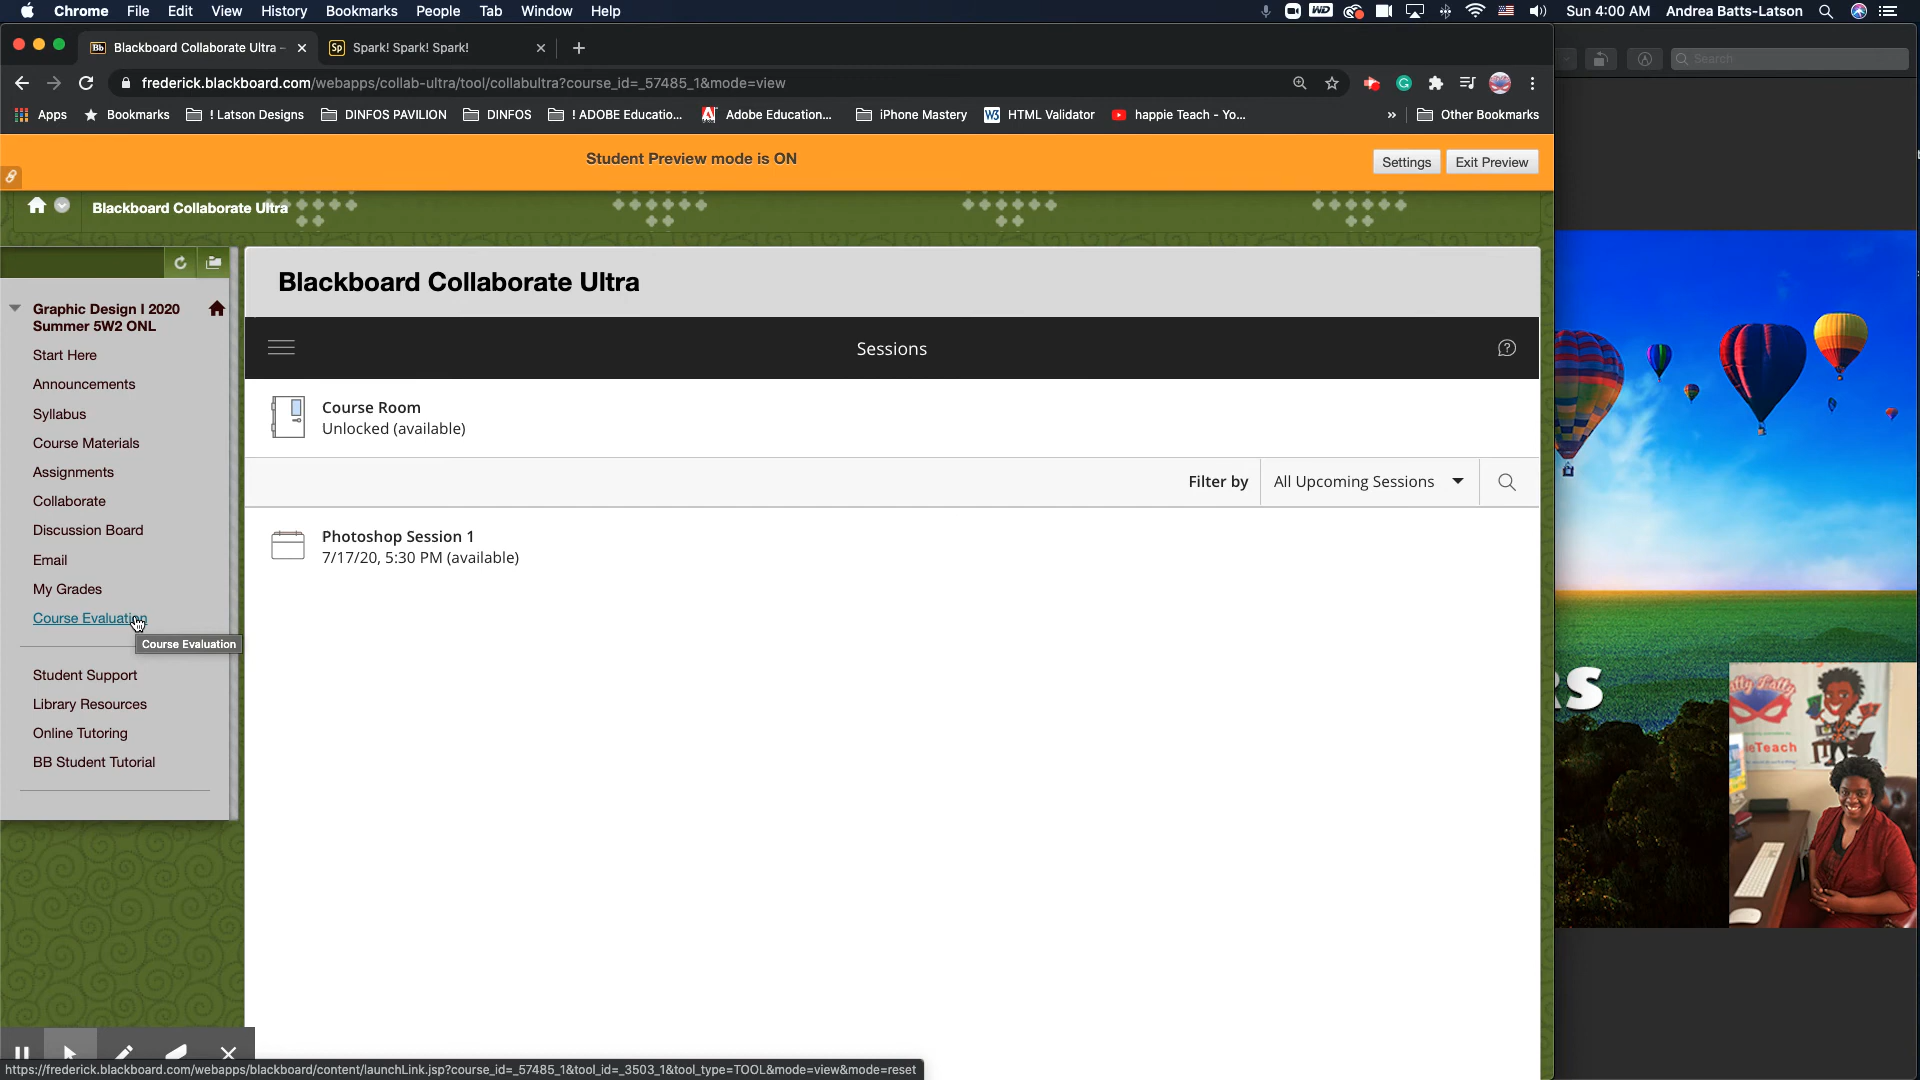 Chrome File Edit View History Bookmarks People Tab Window Help
WD
Sun 4:00 AM Andrea Batts-Latson
Bb Blackboard Collaborate Ultra –
Sp Spark! Spark! Spark!
Search
frederick.blackboard.com/webapps/collab-ultra/tool/collabultra?course_id=_57485_1&mode=view
Apps Bookmarks ! Latson Designs DINFOS PAVILION DINFOS ! ADOBE Educatio... Adobe Education... iPhone Mastery W3 HTML Validator happie Teach - Yo... » Other Bookmarks
Student Preview mode is ON
Settings Exit Preview
Blackboard Collaborate Ultra
Graphic Design I 2020
Summer 5W2 ONL
Start Here
Announcements
Syllabus
Course Materials
Assignments
Collaborate
Discussion Board
Email
My Grades
Course Evaluation
Course Evaluation
Student Support
Library Resources
Online Tutoring
BB Student Tutorial
Blackboard Collaborate Ultra
Sessions
Course Room
Unlocked (available)
Filter by All Upcoming Sessions
Photoshop Session 1
7/17/20, 5:30 PM (available)
RS
eTeach
https://frederick.blackboard.com/webapps/blackboard/content/launchLink.jsp?course_id=_57485_1&tool_id=_3503_1&tool_type=TOOL&mode=view&mode=reset